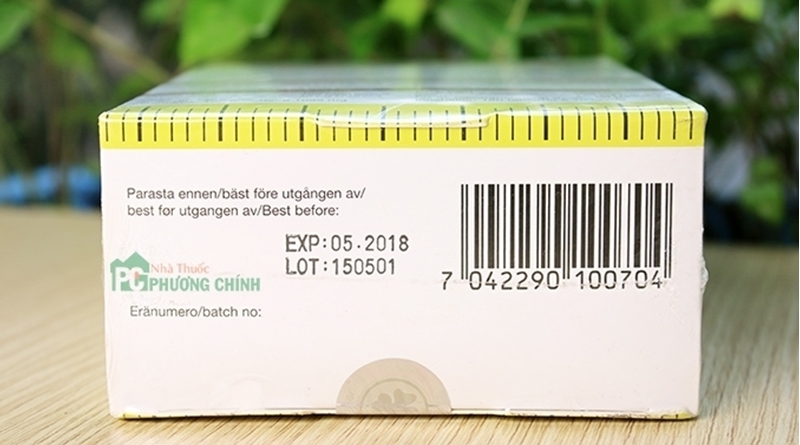 Parasta ennen/bäst före utgången av/
best for utgangen av/Best before:
EXP:05.2018
LOT:150501
PC Nhà Thuốc
PHƯƠNG CHÍNH
Eränumero/batch no:
7 042290 100704